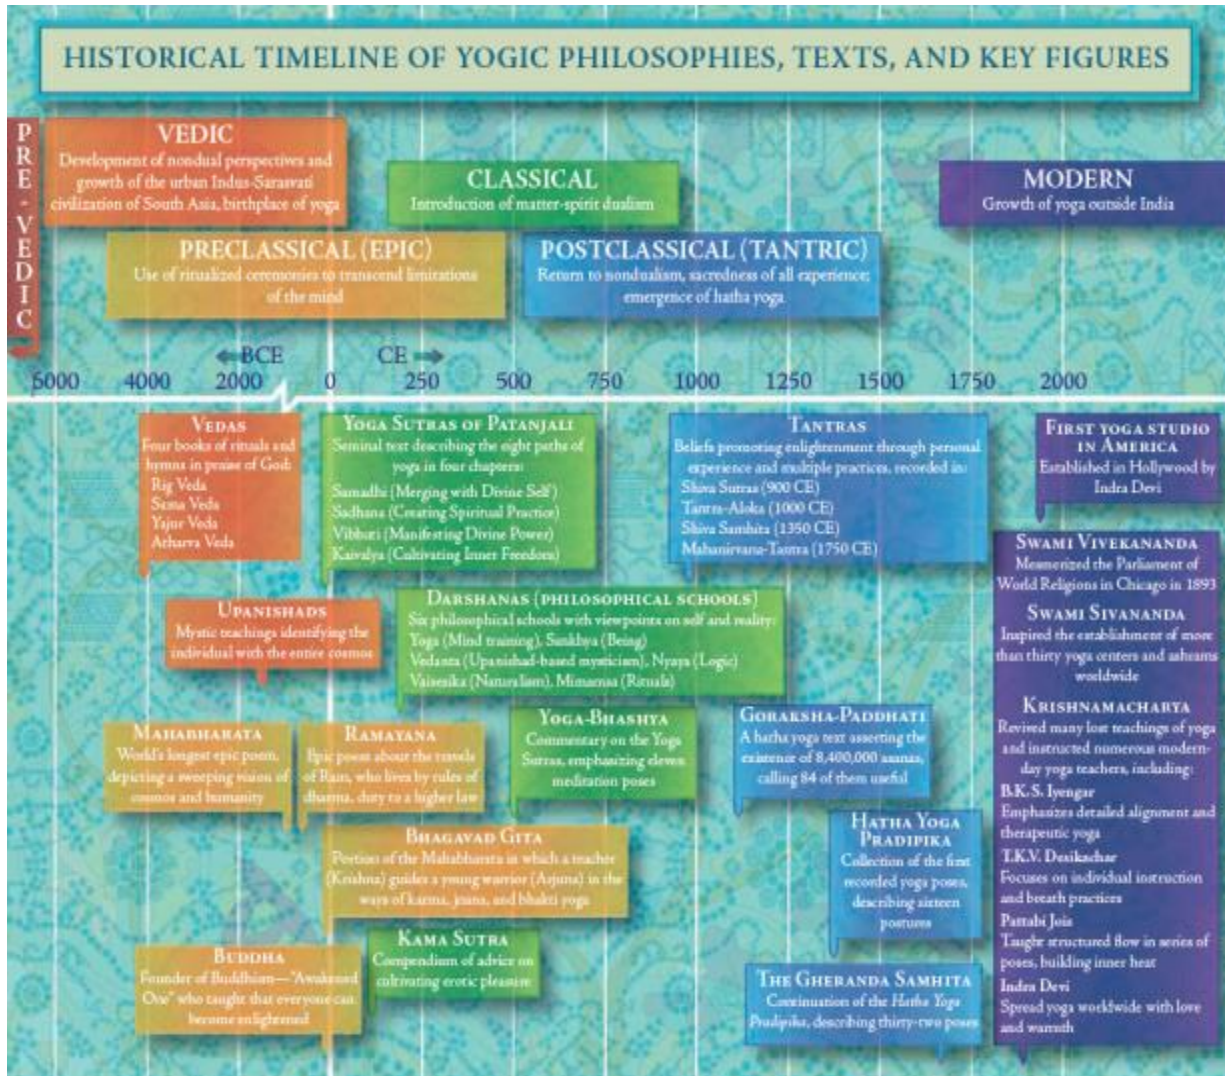 HISTORICAL TIMELINE OF YOGIC PHILOSOPHIES, TEXTS, AND KEY FIGURES
PRE-VEDIC
VEDIC
Development of nondual perspectives and
growth of the urban Indus-Sarasvati
civilization of South Asia, birthplace of yoga
CLASSICAL
Introduction of matter-spirit dualism
MODERN
Growth of yoga outside India
PRECLASSICAL (EPIC)
Use of ritualized ceremonies to transcend limitations
of the mind
POSTCLASSICAL (TANTRIC)
Return to nondualism, sacredness of all experience;
emergence of hatha yoga
BCE CE
5000 4000 2000 0 250 500 750 1000 1250 1500 1750 2000
VEDAS
Four books of rituals and
hymns in praise of God:
Rig Veda
Sama Veda
Yajur Veda
Atharva Veda
YOGA SUTRAS OF PATANJALI
Seminal text describing the eight paths of
yoga in four chapters:
Samadhi (Merging with Divine Self)
Sadhana (Creating Spiritual Practice)
Vibhuti (Manifesting Divine Power)
Kaivalya (Cultivating Inner Freedom)
TANTRAS
Beliefs promoting enlightenment through personal
experience and multiple practices, recorded in:
Shiva Sutras (900 CE)
Tantra-Aloka (1000 CE)
Shiva Samhita (1350 CE)
Mahanirvana-Tantra (1750 CE)
FIRST YOGA STUDIO
IN AMERICA
Established in Hollywood by
Indra Devi
UPANISHADS
Mystic teachings identifying the
individual with the entire cosmos
DARSHANAS (PHILOSOPHICAL SCHOOLS)
Six philosophical schools with viewpoints on self and reality:
Yoga (Mind training), Sankhya (Being)
Vedanta (Upanishad-based mysticism), Nyaya (Logic)
Vaisesika (Naturalism), Mimamsa (Rituals)
SWAMI VIVEKANANDA
Mesmerized the Parliament of
World Religions in Chicago in 1893
SWAMI SIVANANDA
Inspired the establishment of more
than thirty yoga centers and ashrams
worldwide
KRISHNAMACHARYA
Revived many lost teachings of yoga
and instructed numerous modern-
day yoga teachers, including:
B.K.S. Iyengar
Emphasizes detailed alignment and
therapeutic yoga
T.K.V. Desikachar
Focuses on individual instruction
and breath practices
Pattabi Jois
Taught structured flow in series of
poses, building inner heat
Indra Devi
Spread yoga worldwide with love
and warmth
MAHABHARATA
World's longest epic poem,
depicting a sweeping vision of
cosmos and humanity
RAMAYANA
Epic poem about the travels
of Ram, who lives by rules of
dharma, duty to a higher law
YOGA-BHASHYA
Commentary on the Yoga
Sutras, emphasizing eleven
meditation poses
GORAKSHA-PADDHATI
A hatha yoga text asserting the
existence of 8,400,000 asanas,
calling 84 of them useful
BHAGAVAD GITA
Portion of the Mahabharata in which a teacher
(Krishna) guides a young warrior (Arjuna) in the
ways of karma, jnana, and bhakti yoga
HATHA YOGA
PRADIPIKA
Collection of the first
recorded yoga poses,
describing sixteen
postures
BUDDHA
Founder of Buddhism—"Awakened
One" who taught that everyone can
become enlightened
KAMA SUTRA
Compendium of advice on
cultivating erotic pleasure
THE GHERANDA SAMHITA
Continuation of the Hatha Yoga
Pradipika, describing thirty-two poses